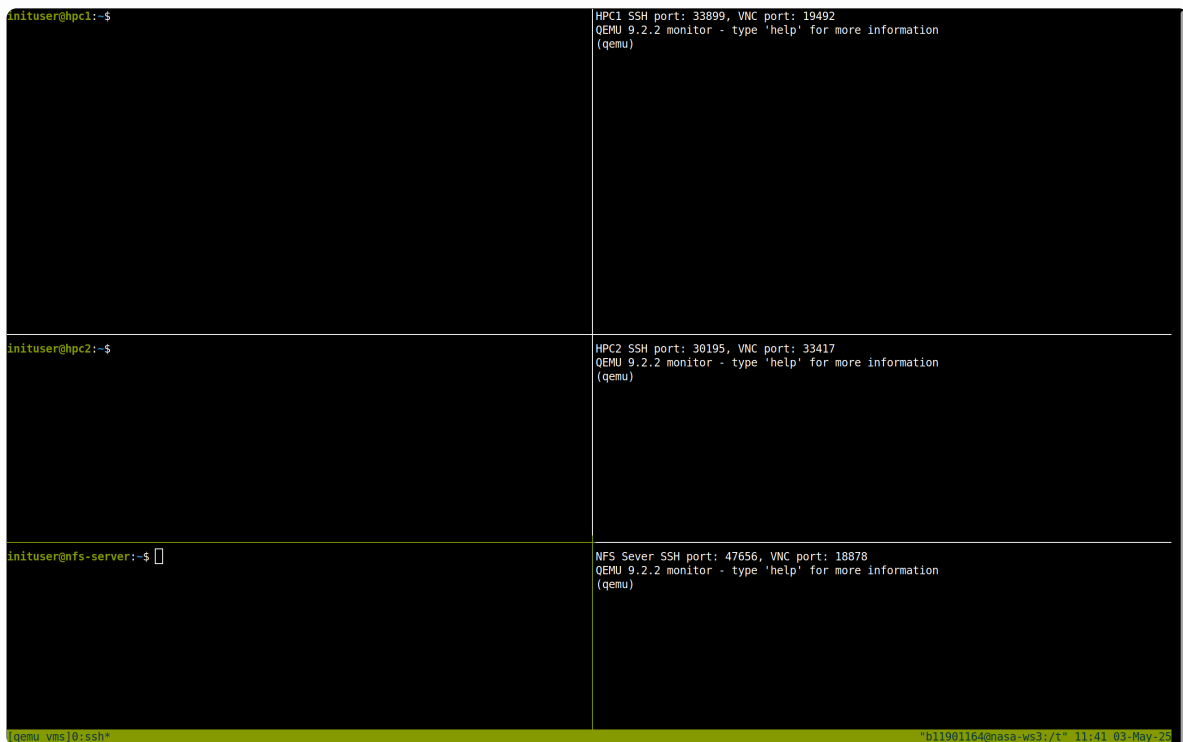 inituser@hpc1:~$
HPC1 SSH port: 33899, VNC port: 19492
QEMU 9.2.2 monitor - type 'help' for more information
(qemu)
inituser@hpc2:~$
HPC2 SSH port: 30195, VNC port: 33417
QEMU 9.2.2 monitor - type 'help' for more information
(qemu)
inituser@nfs-server:~$
NFS Sever SSH port: 47656, VNC port: 18878
QEMU 9.2.2 monitor - type 'help' for more information
(qemu)
[qemu_vms]0:ssh*
"b11901164@nasa-ws3:/t" 11:41 03-May-25